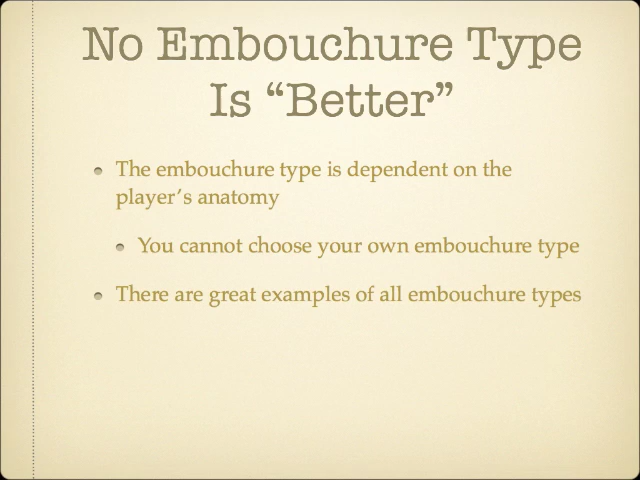 No Embouchure Type
Is “Better”
The embouchure type is dependent on the
player’s anatomy
You cannot choose your own embouchure type
There are great examples of all embouchure types